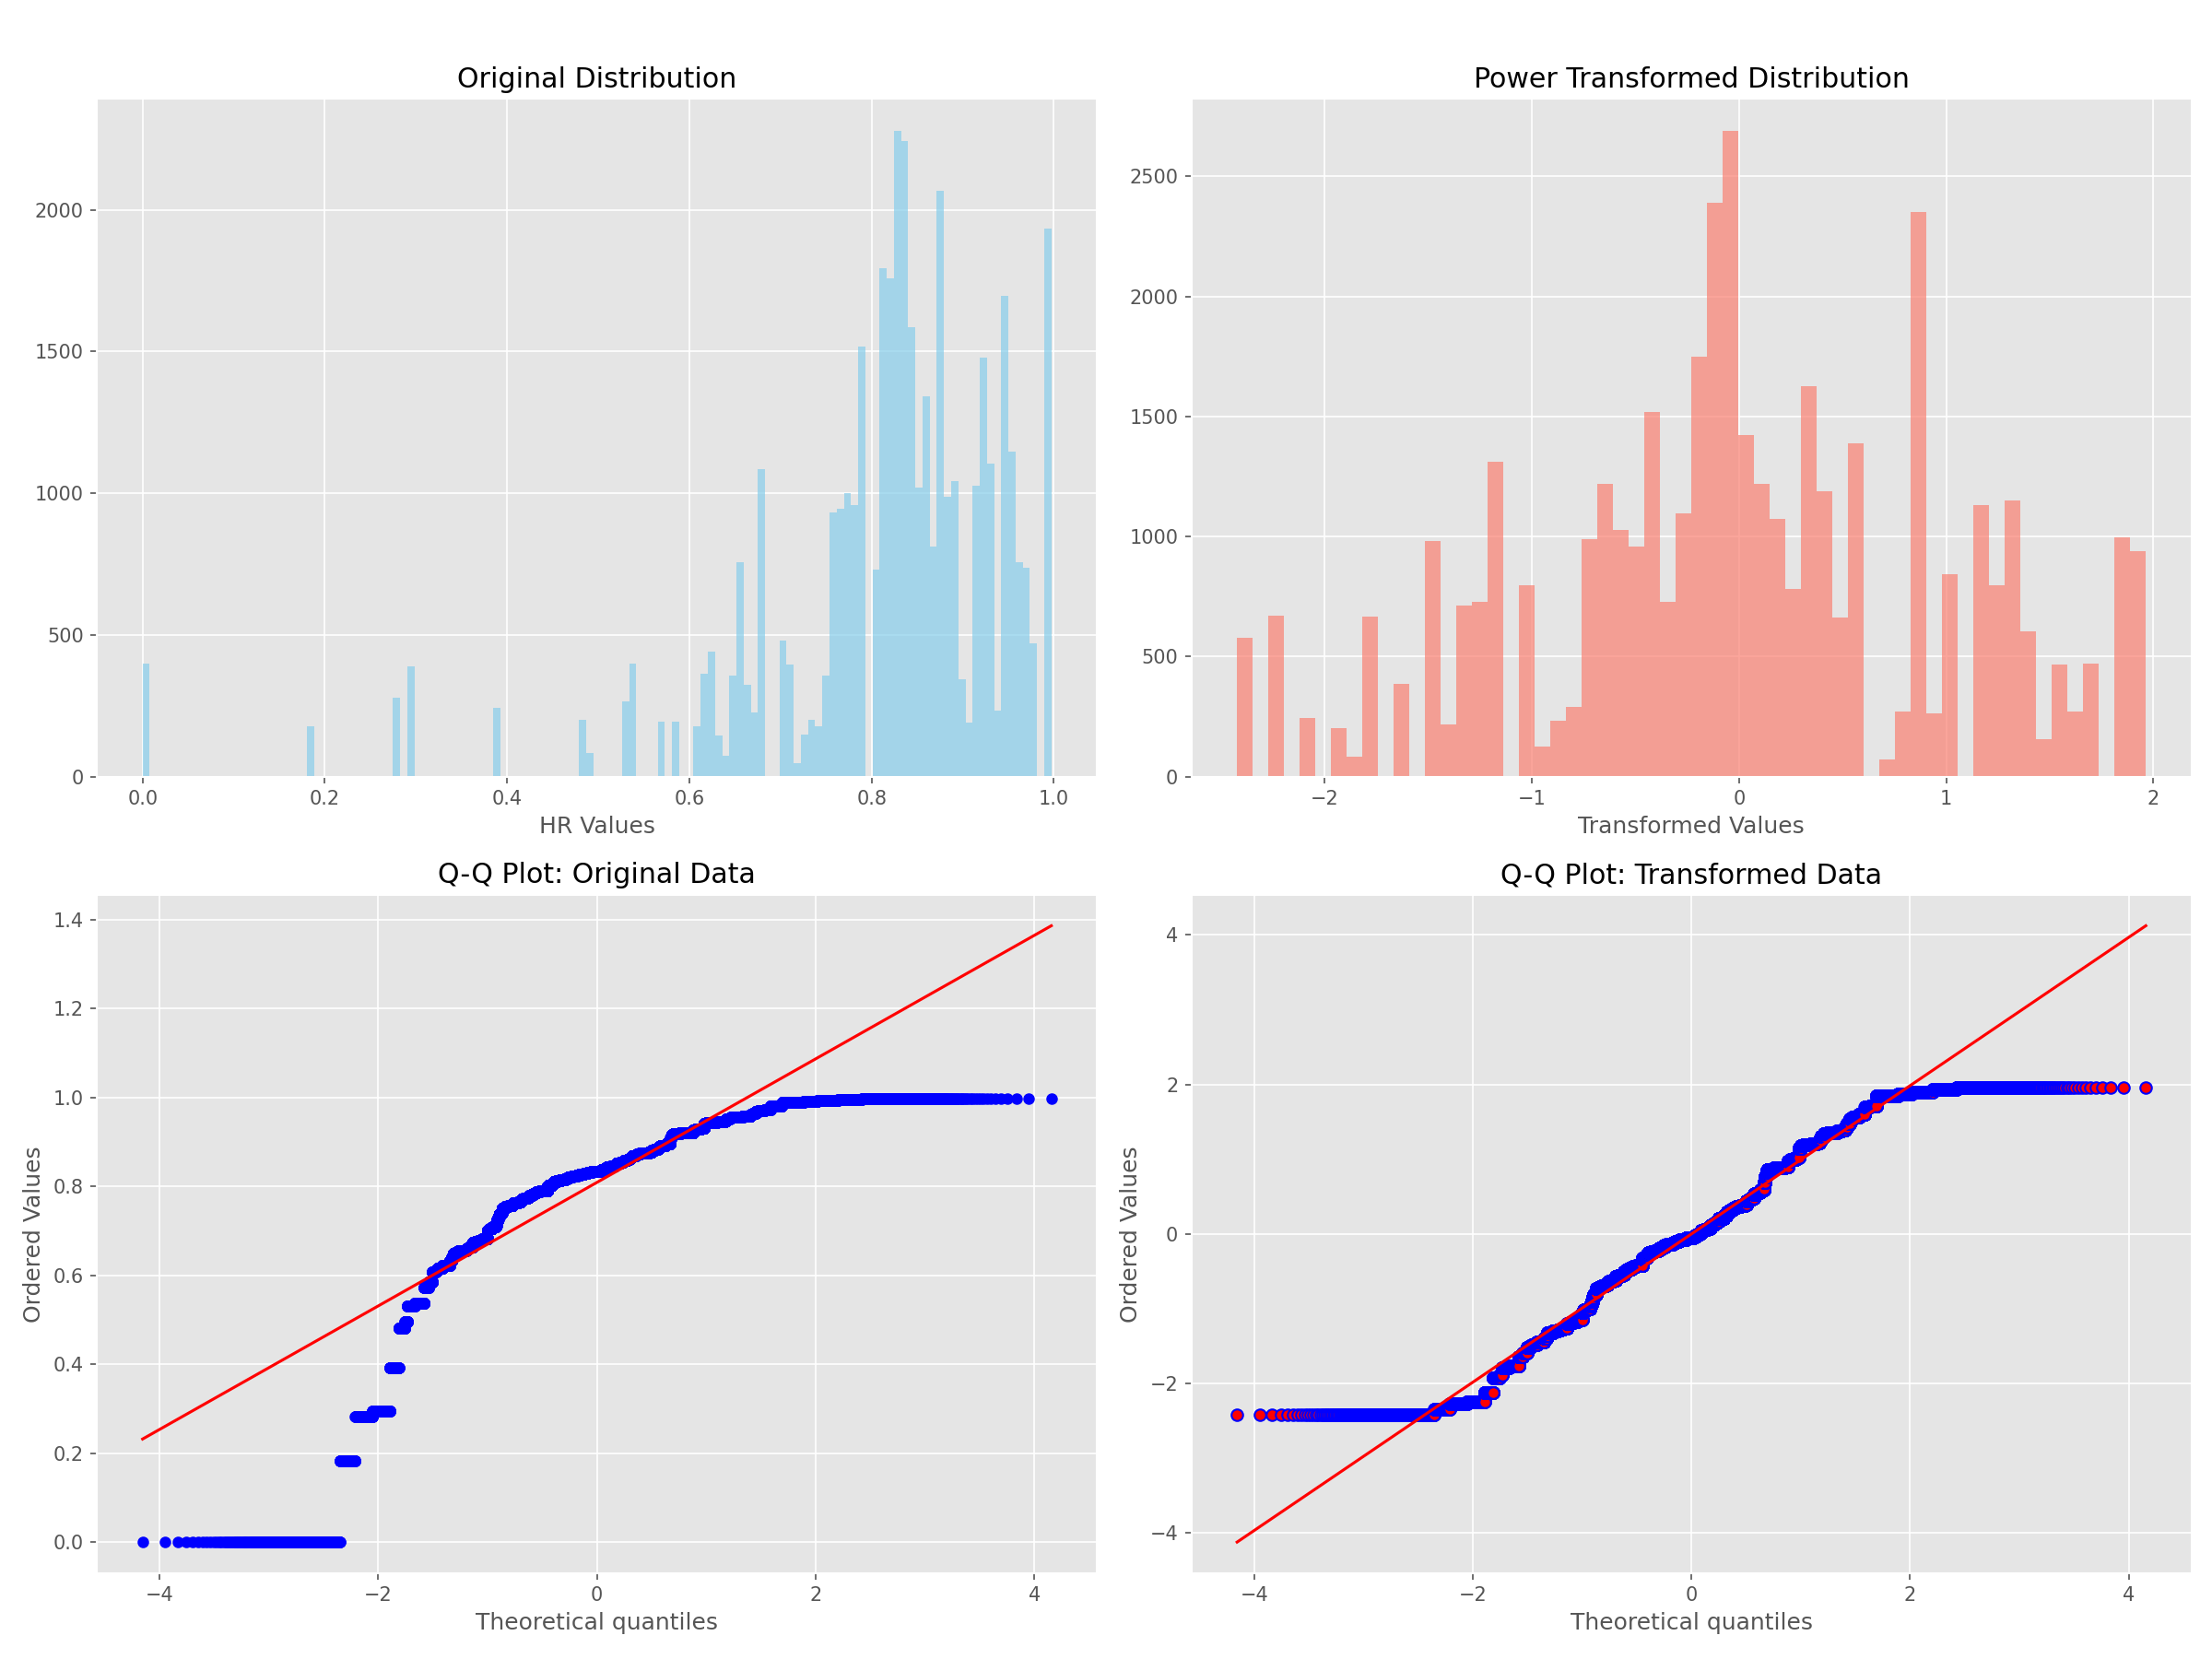 Original Distribution
2000
1500
1000
500
0
0.0 0.2 0.4 0.6 0.8 1.0
HR Values
Power Transformed Distribution
2500
2000
1500
1000
500
0
−2 −1 0 1 2
Transformed Values
Q-Q Plot: Original Data
Ordered Values
1.4
1.2
1.0
0.8
0.6
0.4
0.2
0.0
−4 −2 0 2 4
Theoretical quantiles
Q-Q Plot: Transformed Data
Ordered Values
4
2
0
−2
−4
−4 −2 0 2 4
Theoretical quantiles